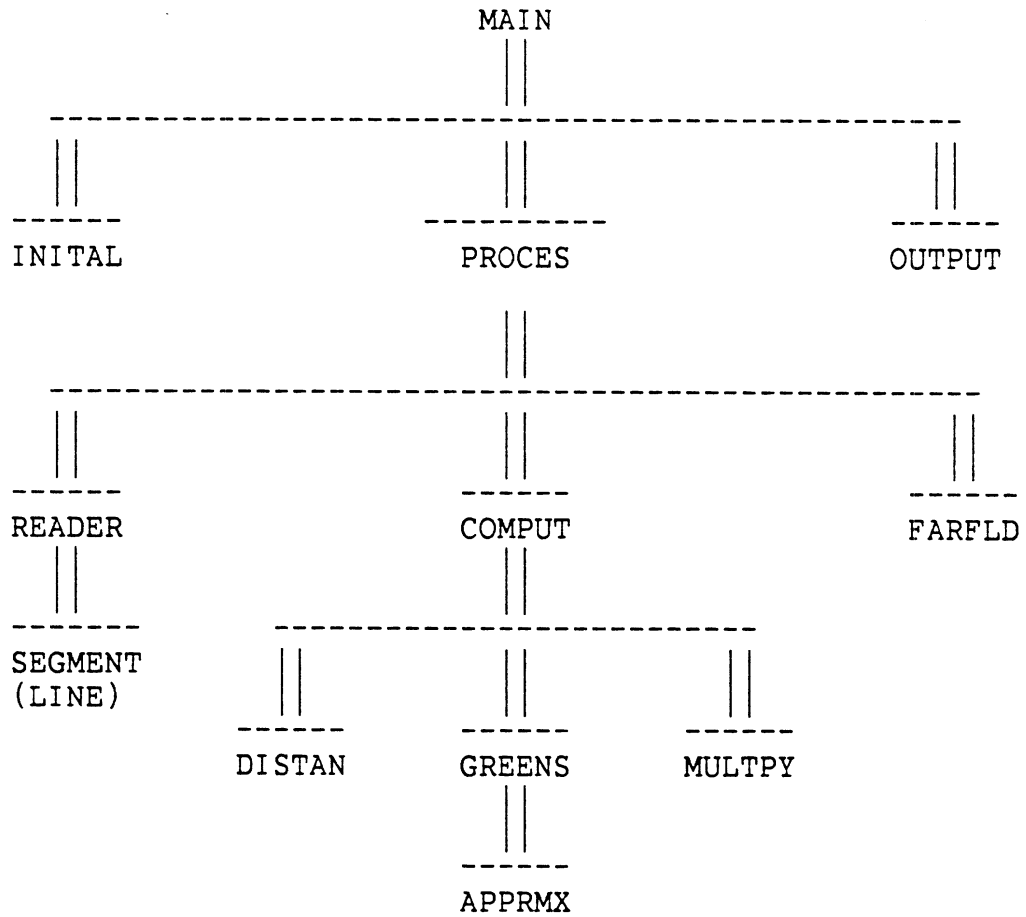 MAIN
INITAL PROCES OUTPUT
READER COMPUT FARFLD
SEGMENT
(LINE)
DISTAN GREENS MULTPY
APPRMX